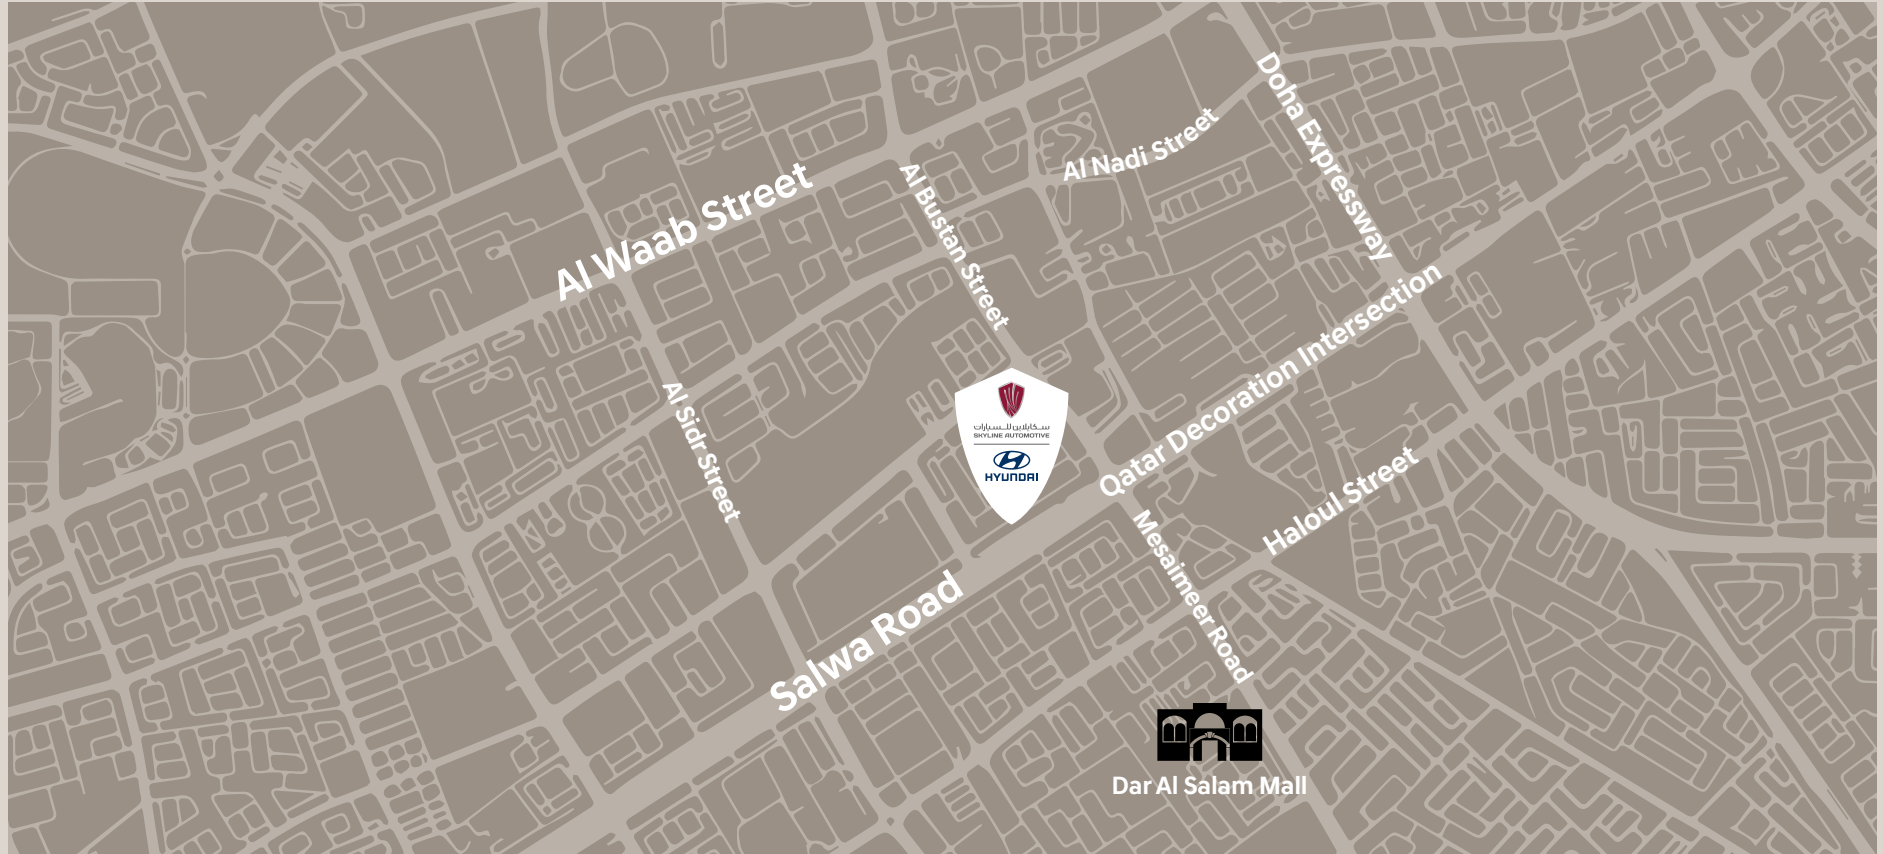 Doha Expressway
Al Nadi Street
Al Waab Street
Al Bustan Street
Qatar Decoration Intersection
Al Sidr Street
سكايلاين للسيارات
SKYLINE AUTOMOTIVE
HYUNDAI
Haloul Street
Mesaimeer Road
Salwa Road
Dar Al Salam Mall